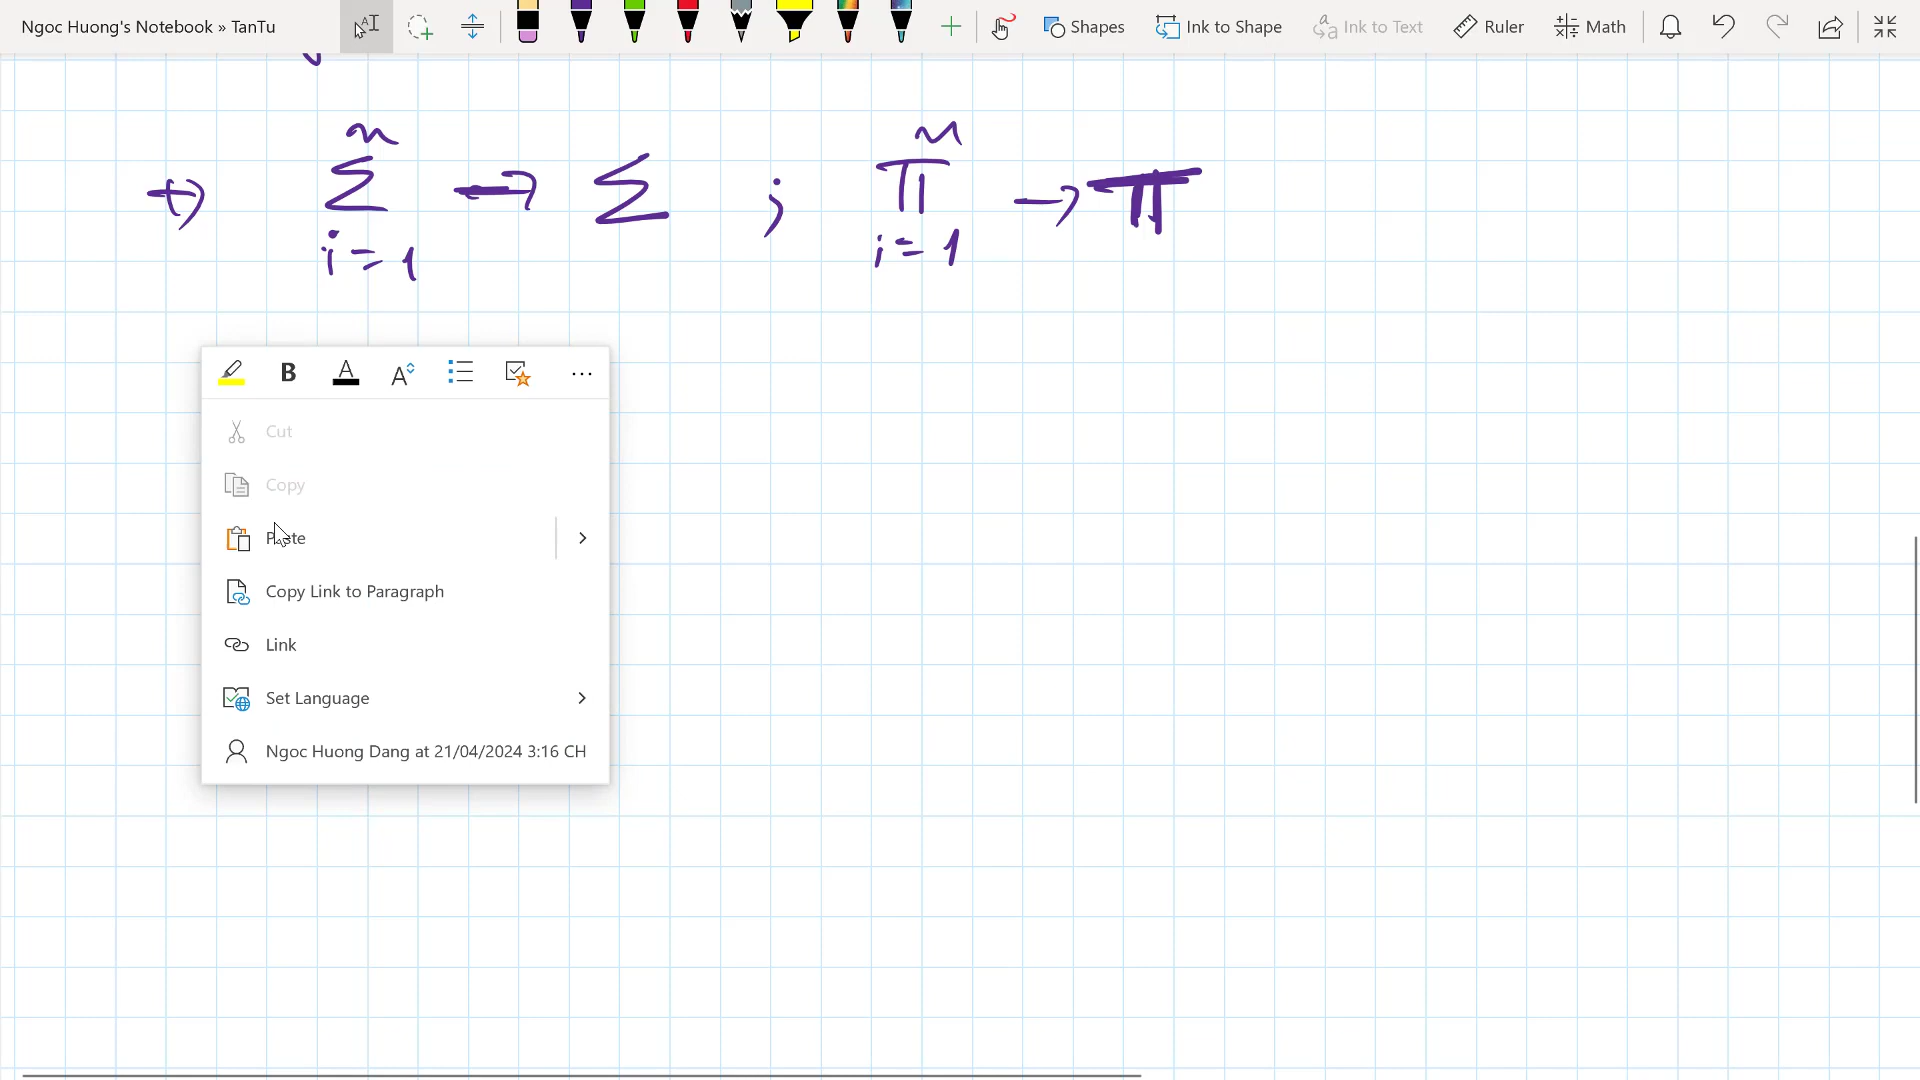 Ngoc Huong's Notebook » TanTu
Shapes
Ink to Shape
Ink to Text
Ruler
Math
n
Σ → Σ ; Π → Π
i = 1 i = 1
B
A
A
Cut
Copy
Paste
Copy Link to Paragraph
Link
Set Language
Ngoc Huong Dang at 21/04/2024 3:16 CH